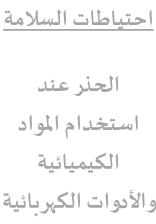 احتياطات السلامة
الحذر عند
استخدام المواد
الكيميائية
والأدوات الكهربائية